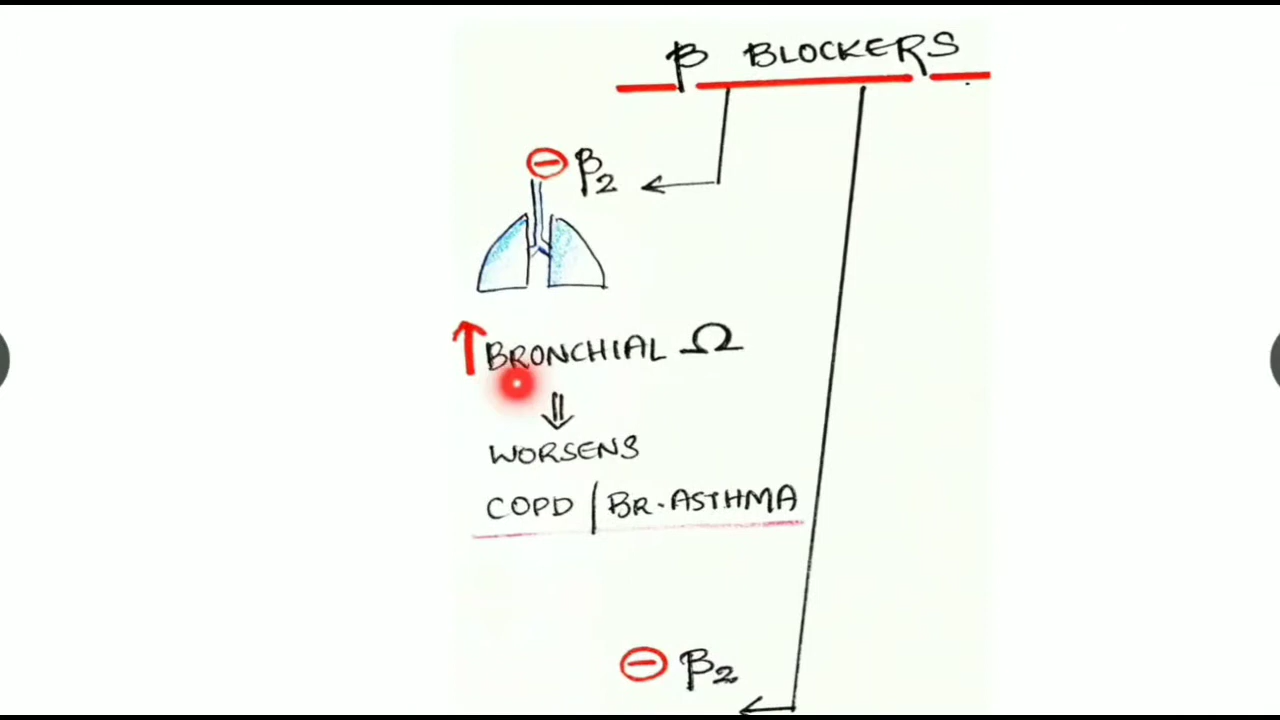 β BLOCKERS
⊖ β2
↑ BRONCHIAL Ω
⇓
WORSENS
COPD | BR. ASTHMA
⊖ β2